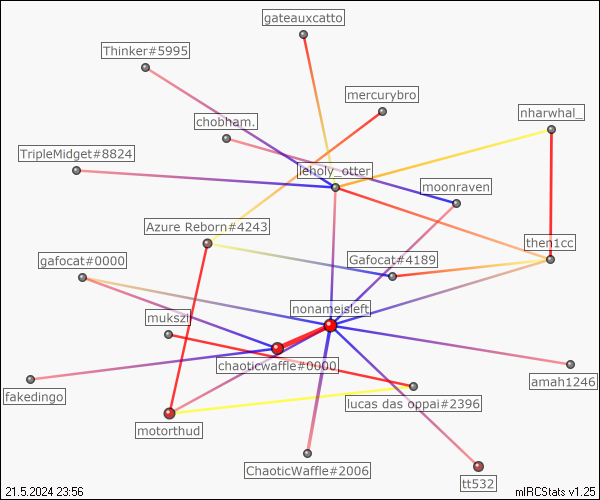 gateauxcatto
Thinker#5995
mercurybro
nharwhal_
chobham.
TripleMidget#8824
leholy_otter
moonraven
Azure Reborn#4243
then1cc
gafocat#0000
Gafocat#4189
nonameisleft
mukszi
chaoticwaffle#0000
amah1246
fakedingo
lucas das oppai#2396
motorthud
ChaoticWaffle#2006
tt532
21.5.2024 23:56
mIRCStats v1.25